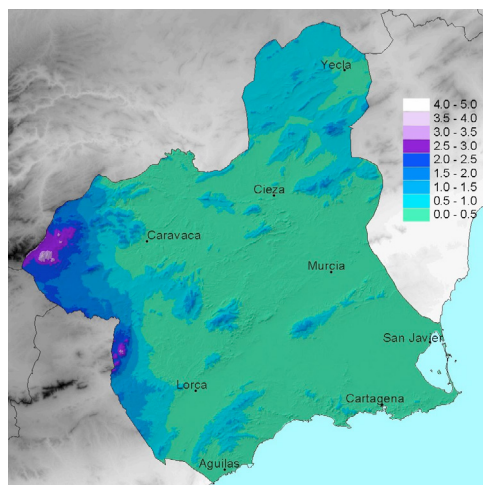 Yecla
4.0 - 5.0
3.5 - 4.0
3.0 - 3.5
2.5 - 3.0
2.0 - 2.5
1.5 - 2.0
1.0 - 1.5
0.5 - 1.0
0.0 - 0.5
Cieza
Caravaca
Murcia
San Javier
Lorca
Cartagena
Aguilas